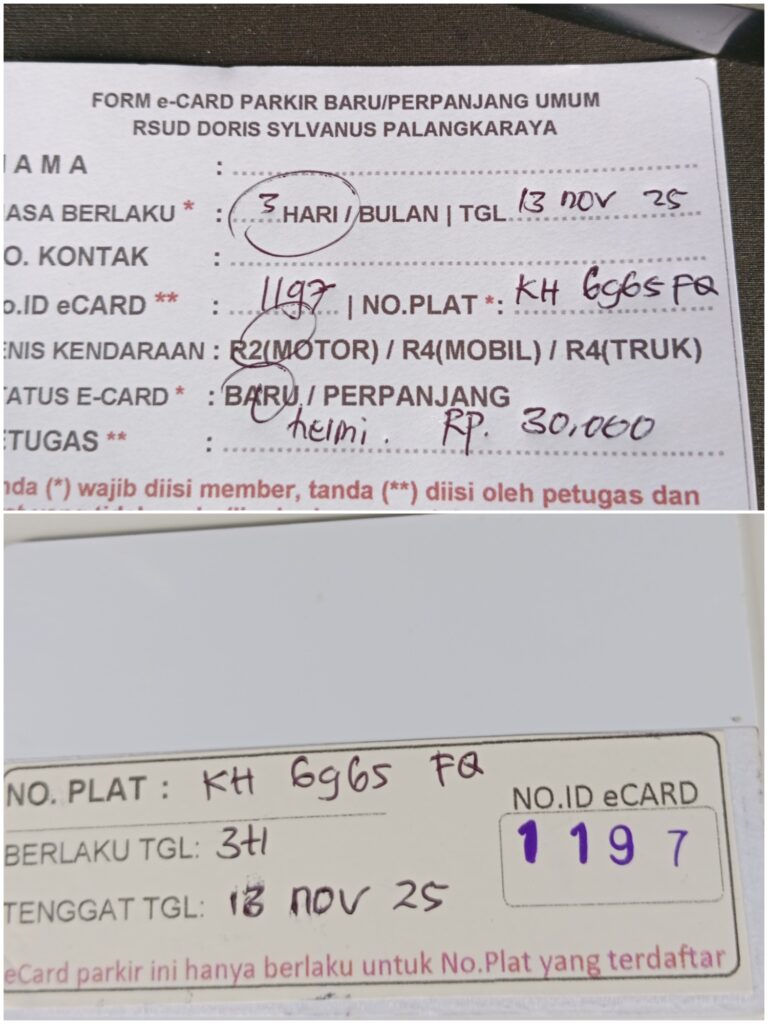 FORM e-CARD PARKIR BARU/PERPANJANG UMUM
RSUD DORIS SYLVANUS PALANGKARAYA
AMA :
ASA BERLAKU * : 3 HARI / BULAN | TGL 13 nov 25
O. KONTAK :
o.ID eCARD ** : 1197 | NO.PLAT *: KH 6965 FQ
ENIS KENDARAAN : R2(MOTOR) / R4(MOBIL) / R4(TRUK)
TATUS E-CARD * : BARU / PERPANJANG
ETUGAS ** : helmi. RP. 30,000
nda (*) wajib diisi member, tanda (**) diisi oleh petugas dan
NO. PLAT : KH 6965 FQ
NO.ID eCARD
1197
BERLAKU TGL: 3H
TENGGAT TGL: 13 nov 25
eCard parkir ini hanya berlaku untuk No.Plat yang terdaftar